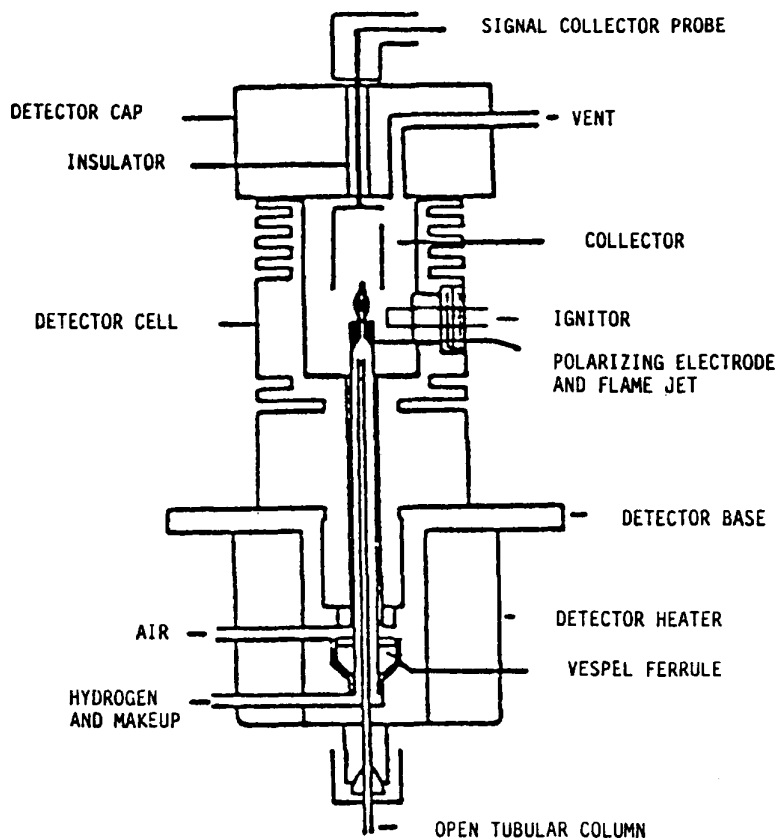 SIGNAL COLLECTOR PROBE
DETECTOR CAP
VENT
INSULATOR
COLLECTOR
DETECTOR CELL
IGNITOR
POLARIZING ELECTRODE
AND FLAME JET
DETECTOR BASE
DETECTOR HEATER
AIR
VESPEL FERRULE
HYDROGEN
AND MAKEUP
OPEN TUBULAR COLUMN